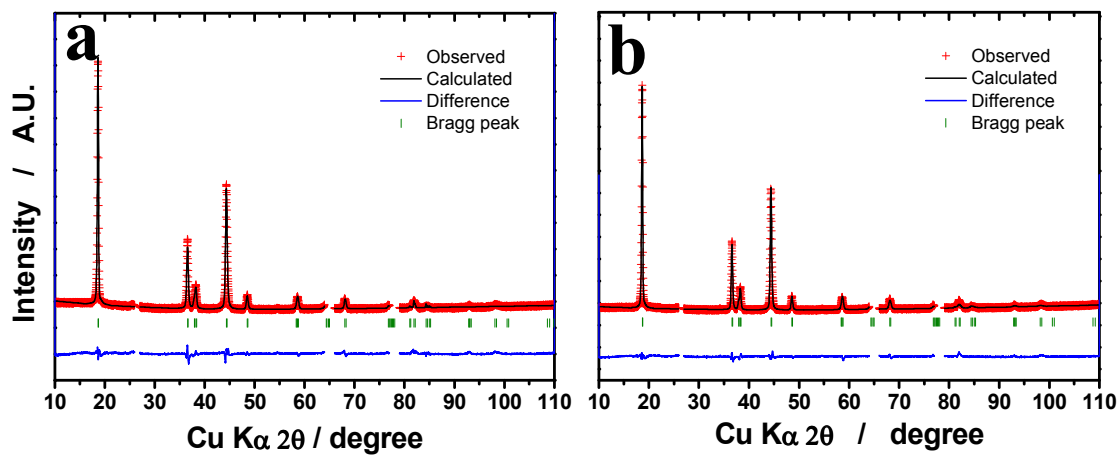 a
Observed
Calculated
Difference
Bragg peak
Intensity / A.U.
10 20 30 40 50 60 70 80 90 100 110
Cu Kα 2θ / degree
b
Observed
Calculated
Difference
Bragg peak
10 20 30 40 50 60 70 80 90 100 110
Cu Kα 2θ / degree